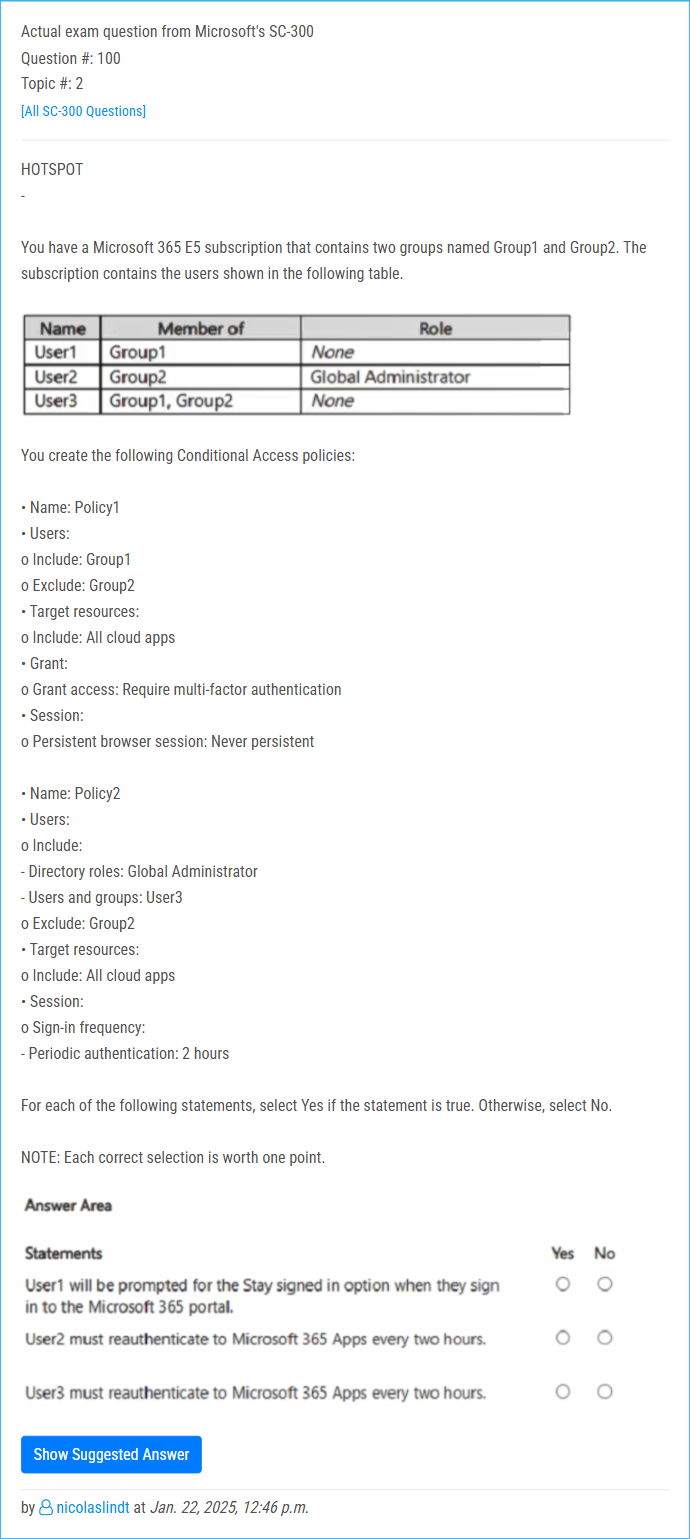 Actual exam question from Microsoft's SC-300
Question #: 100
Topic #: 2
[All SC-300 Questions]
HOTSPOT
-
You have a Microsoft 365 E5 subscription that contains two groups named Group1 and Group2. The
subscription contains the users shown in the following table.
Name Member of Role
User1 Group1 None
User2 Group2 Global Administrator
User3 Group1, Group2 None
You create the following Conditional Access policies:
• Name: Policy1
• Users:
o Include: Group1
o Exclude: Group2
• Target resources:
o Include: All cloud apps
• Grant:
o Grant access: Require multi-factor authentication
• Session:
o Persistent browser session: Never persistent
• Name: Policy2
• Users:
o Include:
- Directory roles: Global Administrator
- Users and groups: User3
o Exclude: Group2
• Target resources:
o Include: All cloud apps
• Session:
o Sign-in frequency:
- Periodic authentication: 2 hours
For each of the following statements, select Yes if the statement is true. Otherwise, select No.
NOTE: Each correct selection is worth one point.
Answer Area
Statements Yes No
User1 will be prompted for the Stay signed in option when they sign
in to the Microsoft 365 portal.
User2 must reauthenticate to Microsoft 365 Apps every two hours.
User3 must reauthenticate to Microsoft 365 Apps every two hours.
Show Suggested Answer
by nicolaslindt at Jan. 22, 2025, 12:46 p.m.